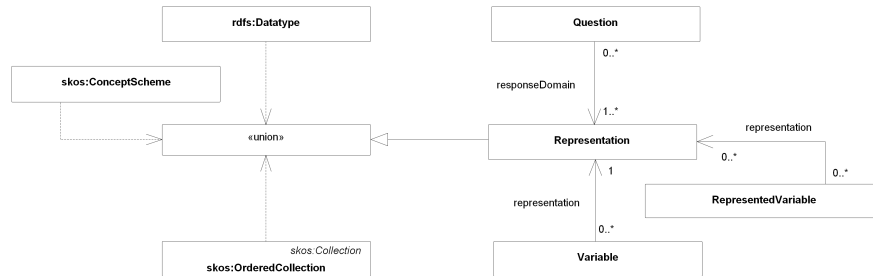 rdfs:Datatype
Question
0..*
skos:ConceptScheme
responseDomain
1..*
«union»
Representation
representation
0..*
1
0..*
RepresentedVariable
representation
0..*
skos:Collection
skos:OrderedCollection
Variable